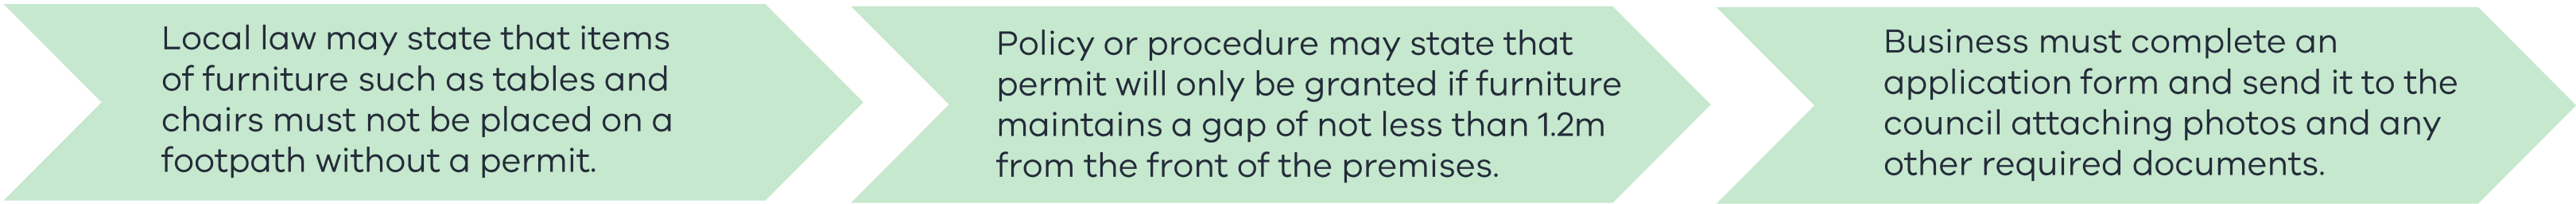 Local law may state that items
of furniture such as tables and
chairs must not be placed on a
footpath without a permit.
Policy or procedure may state that
permit will only be granted if furniture
maintains a gap of not less than 1.2m
from the front of the premises.
Business must complete an
application form and send it to the
council attaching photos and any
other required documents.